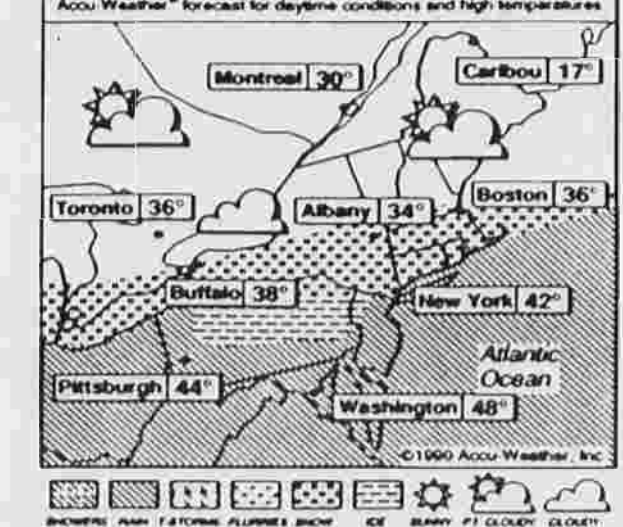 Accu-Weather™ forecast for daytime conditions and high temperatures
Montreal 30°
Caribou 17°
Toronto 36°
Albany 34°
Boston 36°
Buffalo 38°
New York 42°
Atlantic
Ocean
Pittsburgh 44°
Washington 48°
©1990 Accu-Weather, Inc
SHOWERS RAIN T-STORMS FLURRIES SNOW ICE SUNNY PT CLOUDY CLOUDY